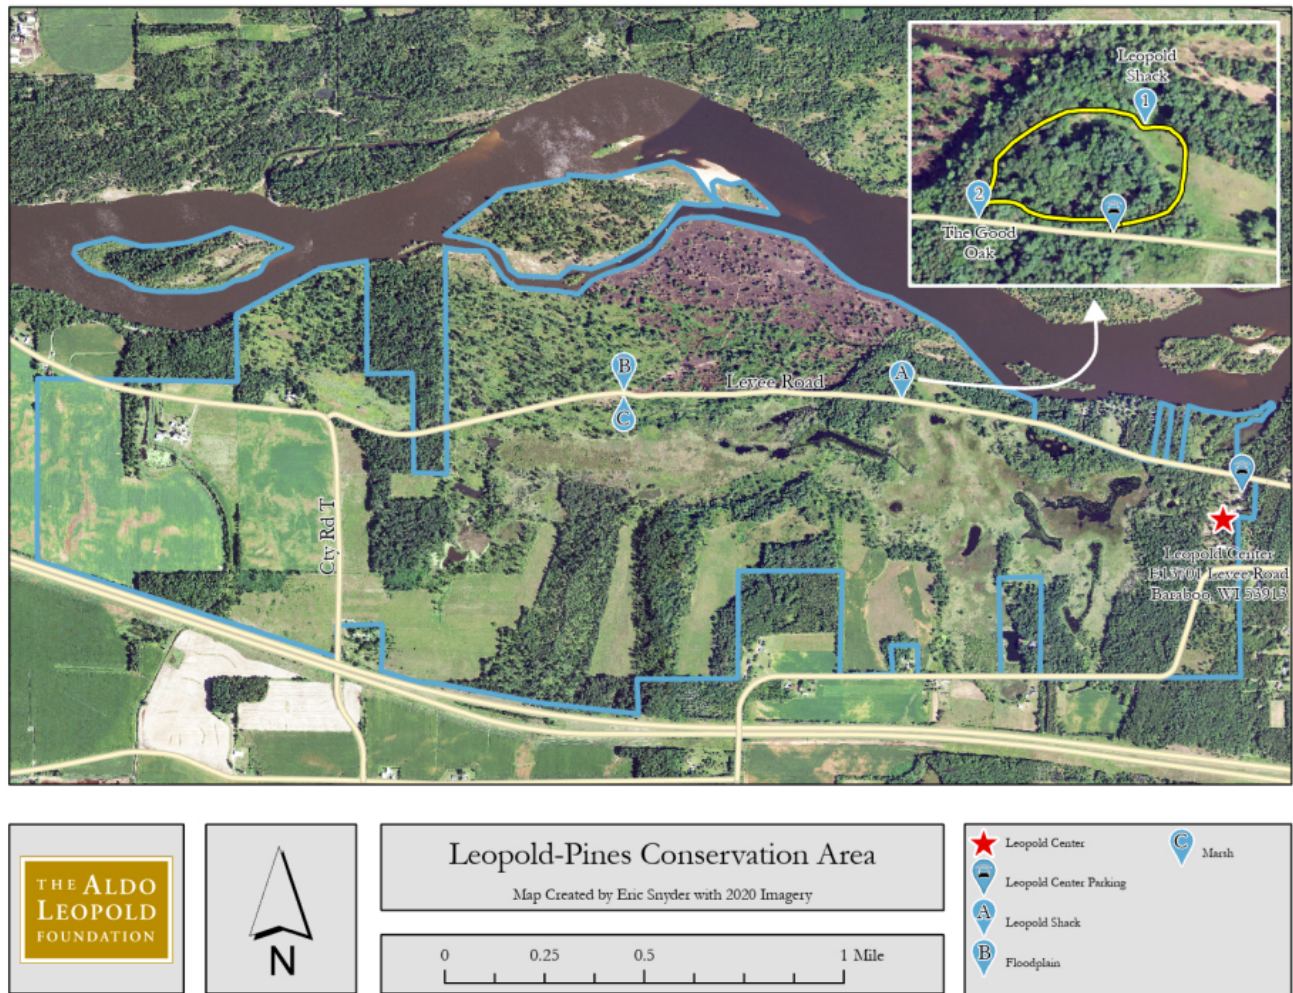 Leopold
Shack
1
2
The Good
Oak
B
C
Levee Road
A
Cty Rd T
Leopold Center
E13701 Levee Road
Baraboo, WI 53913
THE ALDO
LEOPOLD
FOUNDATION
N
Leopold-Pines Conservation Area
Map Created by Eric Snyder with 2020 Imagery
0 0.25 0.5 1 Mile
Leopold Center
Leopold Center Parking
A Leopold Shack
B Floodplain
C Marsh